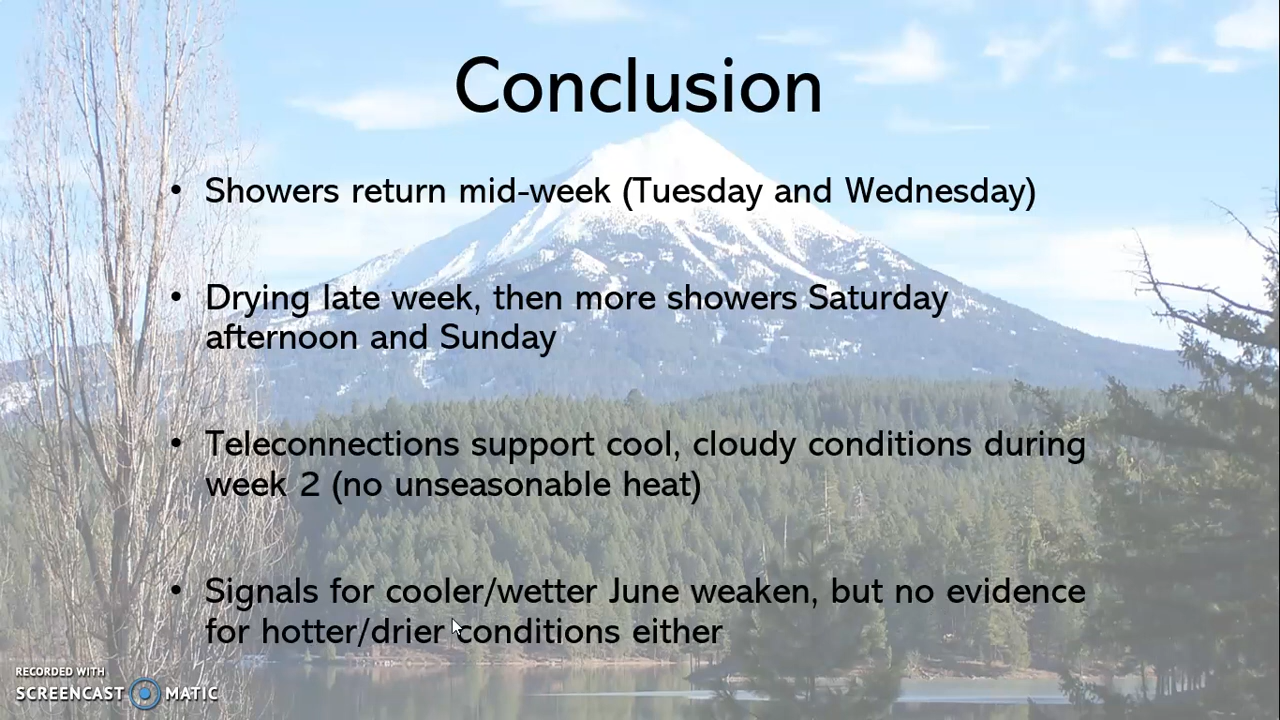 Conclusion
• Showers return mid-week (Tuesday and Wednesday)
• Drying late week, then more showers Saturday
afternoon and Sunday
• Teleconnections support cool, cloudy conditions during
week 2 (no unseasonable heat)
• Signals for cooler/wetter June weaken, but no evidence
for hotter/drier conditions either
RECORDED WITH
SCREENCAST MATIC